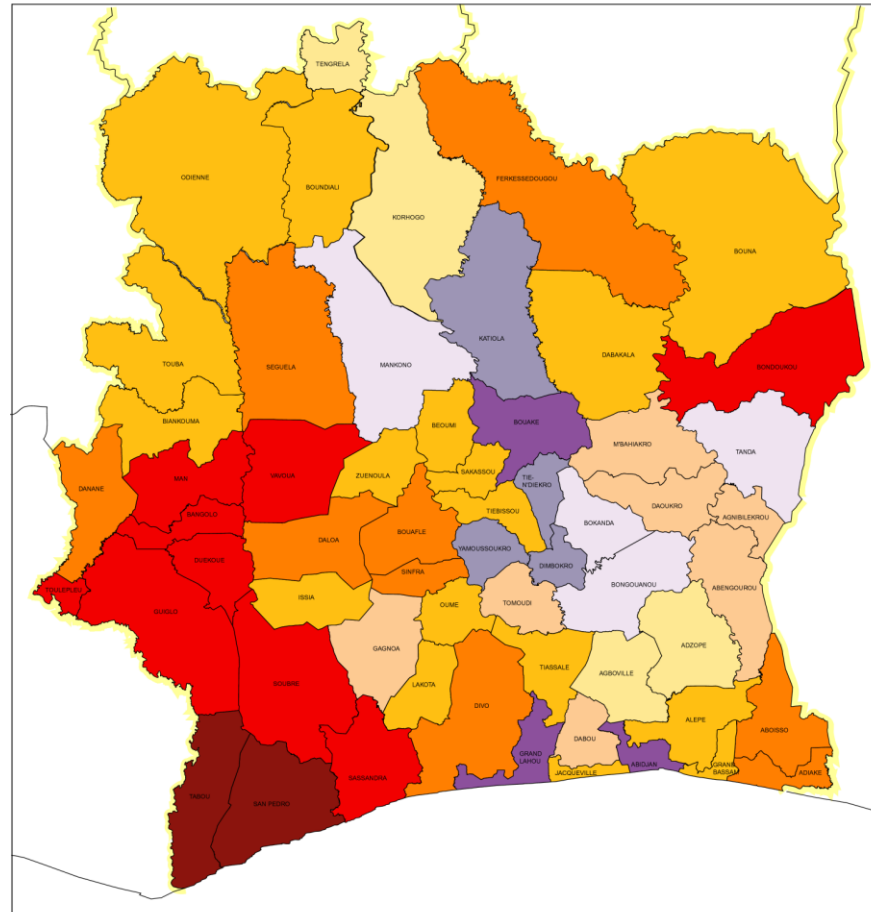 TENGRELA
ODIENNE
BOUNDIALI
FERKESSEDOUGOU
KORHOGO
BOUNA
KATIOLA
DABAKALA
TOUBA
SEGUELA
MANKONO
BONDOUKOU
BIANKOUMA
BEOUMI
BOUAKE
M'BAHIAKRO
TANDA
DANANE
MAN
VAVOUA
ZUENOULA
SAKASSOU
TIE-
N'DIEKRO
DAOUKRO
AGNIBILEKROU
BANGOLO
TIEBISSOU
BOKANDA
DALOA
BOUAFLE
YAMOUSSOUKRO
DIMBOKRO
DUEKOUE
SINFRA
BONGOUANOU
ABENGOUROU
TOULEPLEU
GUIGLO
ISSIA
OUME
TOMOUDI
GAGNOA
ADZOPE
TIASSALE
AGBOVILLE
SOUBRE
LAKOTA
DIVO
ALEPE
ABOISSO
DABOU
GRAND
LAHOU
ABIDJAN
GRAND
BASSAM
ADIAKE
JACQUEVILLE
SASSANDRA
TABOU
SAN PEDRO